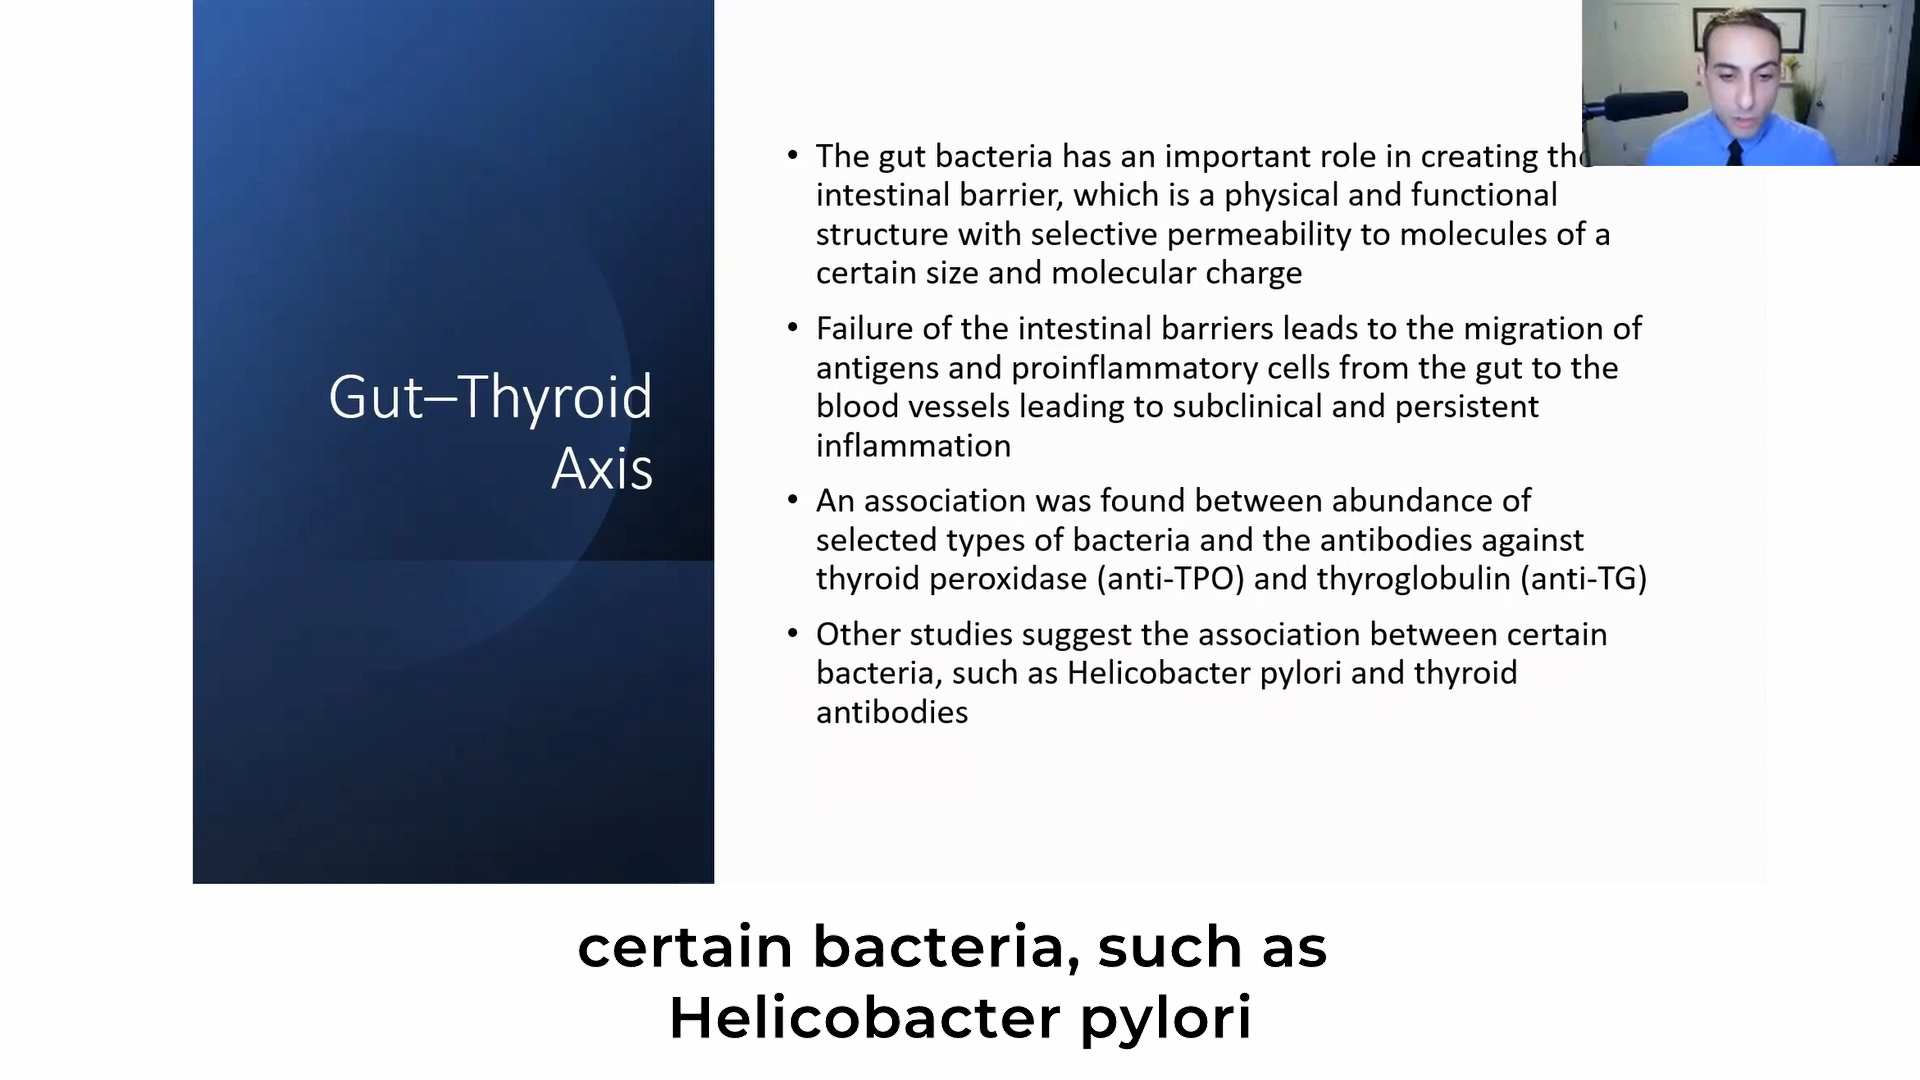 Gut–Thyroid
Axis
• The gut bacteria has an important role in creating the
intestinal barrier, which is a physical and functional
structure with selective permeability to molecules of a
certain size and molecular charge
• Failure of the intestinal barriers leads to the migration of
antigens and proinflammatory cells from the gut to the
blood vessels leading to subclinical and persistent
inflammation
• An association was found between abundance of
selected types of bacteria and the antibodies against
thyroid peroxidase (anti-TPO) and thyroglobulin (anti-TG)
• Other studies suggest the association between certain
bacteria, such as Helicobacter pylori and thyroid
antibodies
certain bacteria, such as
Helicobacter pylori